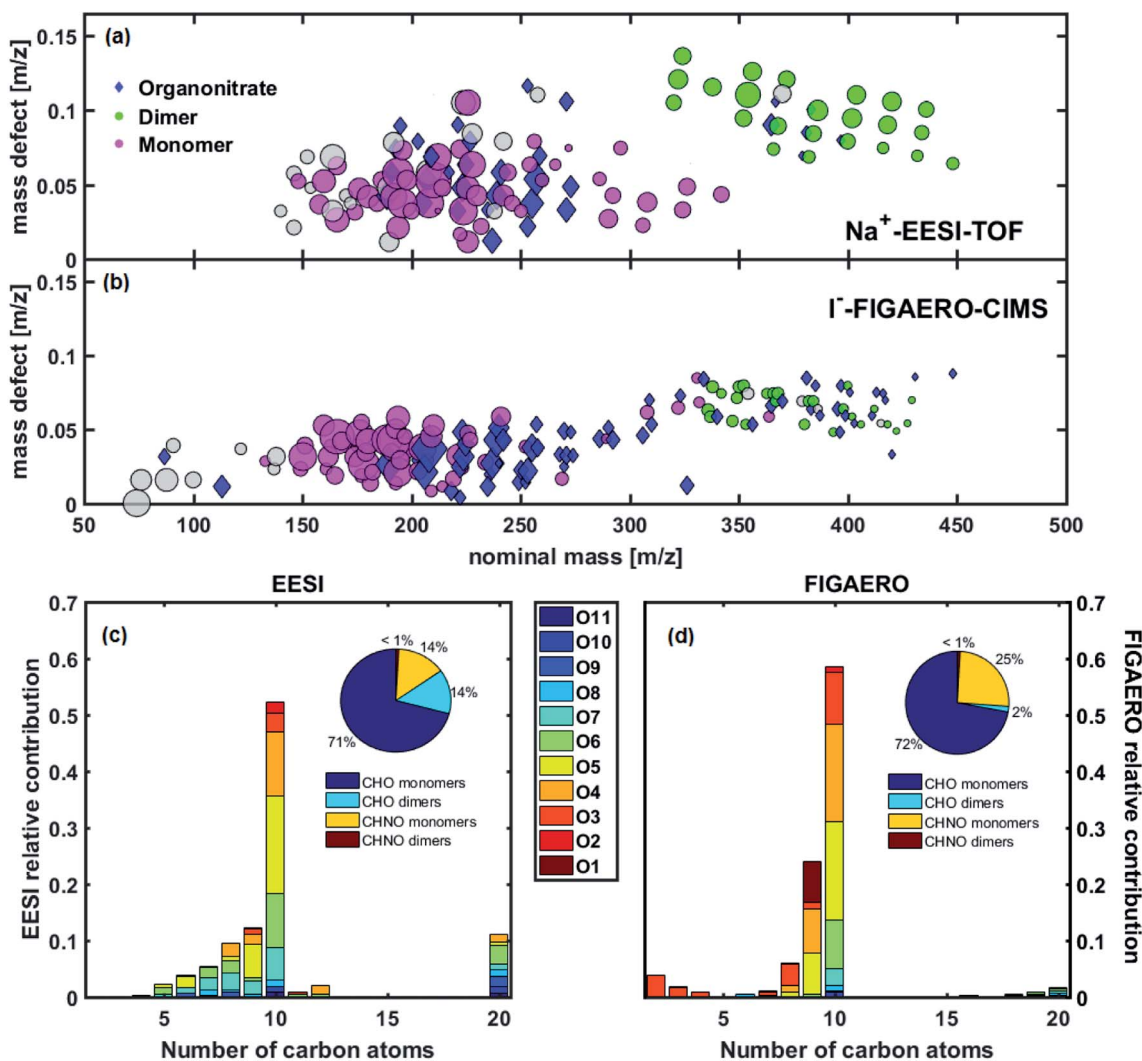 (a)
mass defect [m/z]
0.15
0.1
0.05
0
Organonitrate
Dimer
Monomer
Na+-EESI-TOF
(b)
mass defect [m/z]
0.15
0.1
0.05
0
I--FIGAERO-CIMS
50 100 150 200 250 300 350 400 450 500
nominal mass [m/z]
EESI
(c)
EESI relative contribution
0.7
0.6
0.5
0.4
0.3
0.2
0.1
0
< 1%
14%
14%
71%
CHO monomers
CHO dimers
CHNO monomers
CHNO dimers
5 10 15 20
Number of carbon atoms
O11
O10
O9
O8
O7
O6
O5
O4
O3
O2
O1
FIGAERO
(d)
< 1%
25%
2%
72%
CHO monomers
CHO dimers
CHNO monomers
CHNO dimers
0.7
0.6
0.5
0.4
0.3
0.2
0.1
0
FIGAERO relative contribution
5 10 15 20
Number of carbon atoms